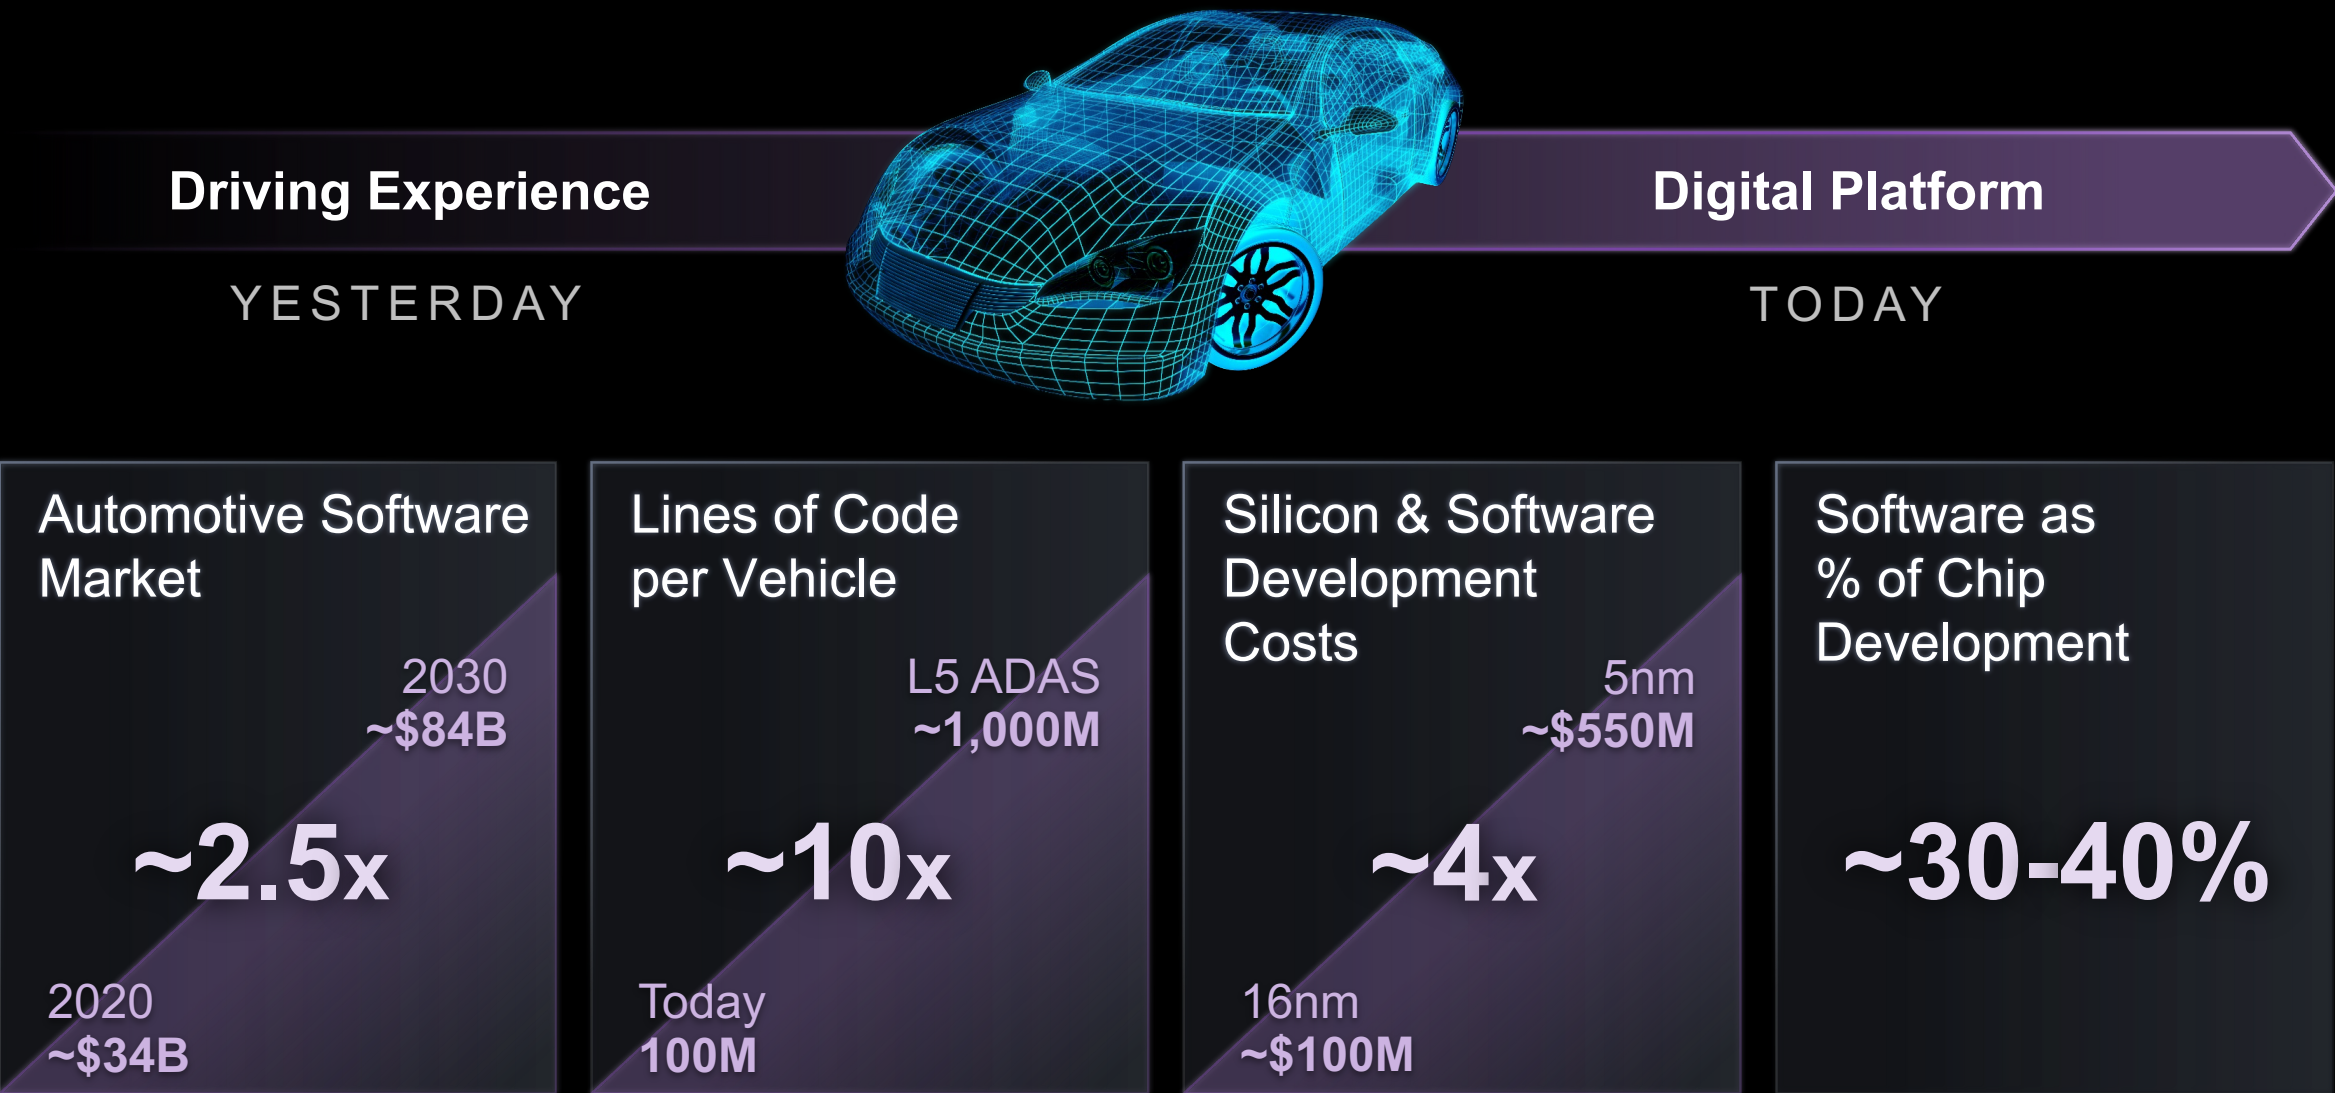 Driving Experience
Digital Platform
YESTERDAY
TODAY
Automotive Software
Market
2030
~$84B
~2.5x
2020
~$34B
Lines of Code
per Vehicle
L5 ADAS
~1,000M
~10x
Today
100M
Silicon & Software
Development
Costs
5nm
~$550M
~4x
16nm
~$100M
Software as
% of Chip
Development
~30-40%